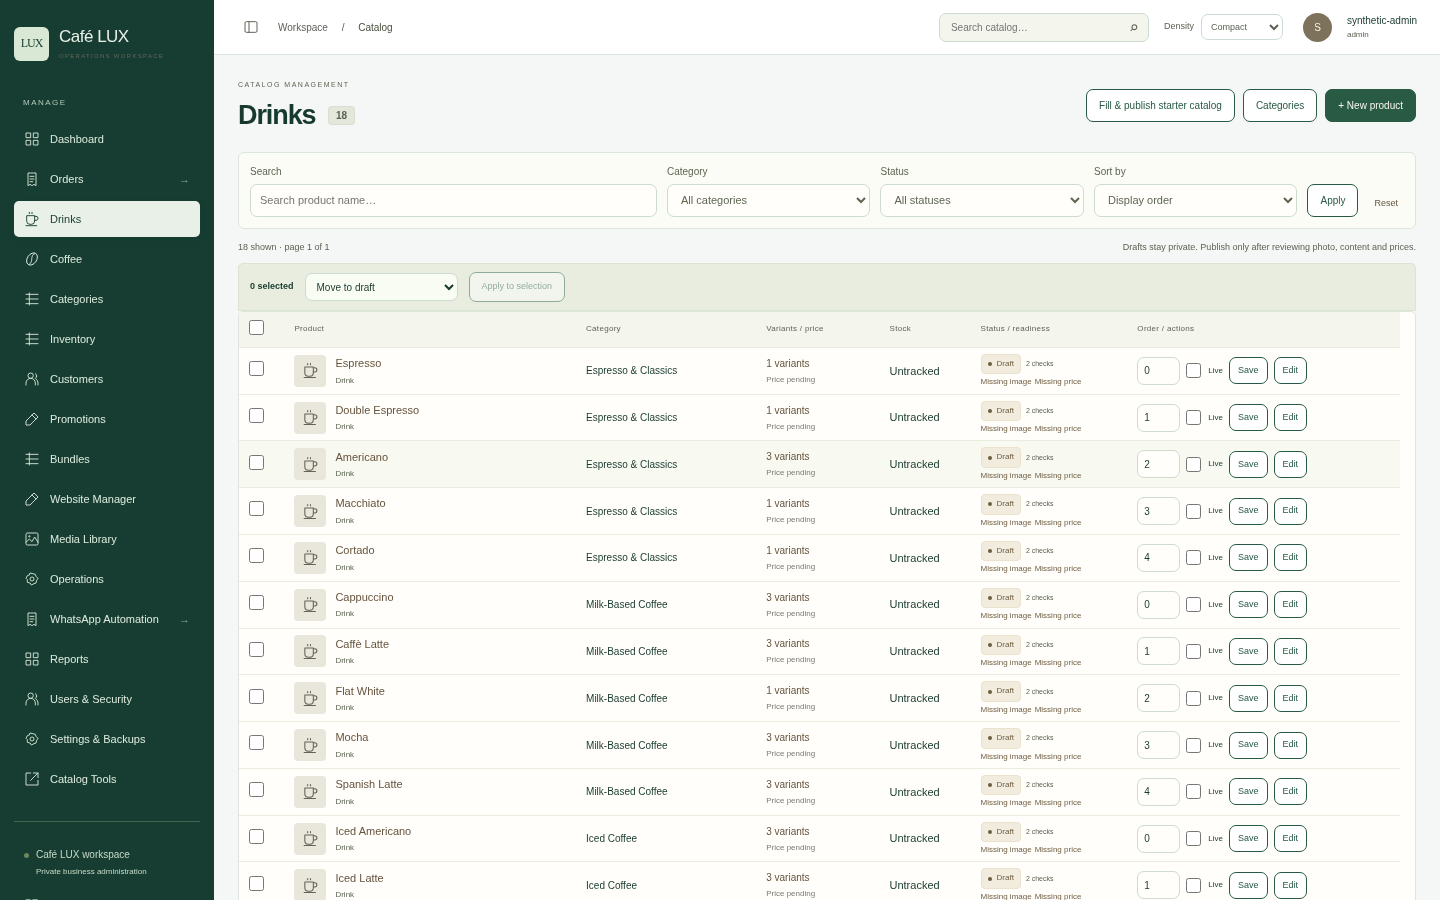 LUX
Café LUX
OPERATIONS WORKSPACE
MANAGE
Dashboard
Orders →
Drinks
Coffee
Categories
Inventory
Customers
Promotions
Bundles
Website Manager
Media Library
Operations
WhatsApp Automation →
Reports
Users & Security
Settings & Backups
Catalog Tools
Café LUX workspace
Private business administration
Workspace / Catalog
Search catalog…
Density
Compact
S
synthetic-admin
admin
CATALOG MANAGEMENT
Drinks 18
Fill & publish starter catalog
Categories
+ New product
Search
Search product name…
Category
All categories
Status
All statuses
Sort by
Display order
Apply
Reset
18 shown · page 1 of 1
Drafts stay private. Publish only after reviewing photo, content and prices.
0 selected
Move to draft
Apply to selection
Product Category Variants / price Stock Status / readiness Order / actions
Espresso
Drink
Espresso & Classics
1 variants
Price pending
Untracked
Draft 2 checks
Missing image Missing price
0 Live Save Edit
Double Espresso
Drink
Espresso & Classics
1 variants
Price pending
Untracked
Draft 2 checks
Missing image Missing price
1 Live Save Edit
Americano
Drink
Espresso & Classics
3 variants
Price pending
Untracked
Draft 2 checks
Missing image Missing price
2 Live Save Edit
Macchiato
Drink
Espresso & Classics
1 variants
Price pending
Untracked
Draft 2 checks
Missing image Missing price
3 Live Save Edit
Cortado
Drink
Espresso & Classics
1 variants
Price pending
Untracked
Draft 2 checks
Missing image Missing price
4 Live Save Edit
Cappuccino
Drink
Milk-Based Coffee
3 variants
Price pending
Untracked
Draft 2 checks
Missing image Missing price
0 Live Save Edit
Caffè Latte
Drink
Milk-Based Coffee
3 variants
Price pending
Untracked
Draft 2 checks
Missing image Missing price
1 Live Save Edit
Flat White
Drink
Milk-Based Coffee
1 variants
Price pending
Untracked
Draft 2 checks
Missing image Missing price
2 Live Save Edit
Mocha
Drink
Milk-Based Coffee
3 variants
Price pending
Untracked
Draft 2 checks
Missing image Missing price
3 Live Save Edit
Spanish Latte
Drink
Milk-Based Coffee
3 variants
Price pending
Untracked
Draft 2 checks
Missing image Missing price
4 Live Save Edit
Iced Americano
Drink
Iced Coffee
3 variants
Price pending
Untracked
Draft 2 checks
Missing image Missing price
0 Live Save Edit
Iced Latte
Drink
Iced Coffee
3 variants
Price pending
Untracked
Draft 2 checks
Missing image Missing price
1 Live Save Edit